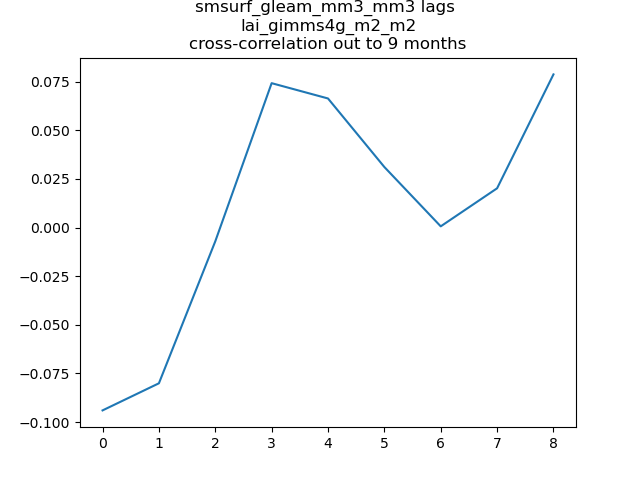 smsurf_gleam_mm3_mm3 lags
lai_gimms4g_m2_m2
cross-correlation out to 9 months
0.075
0.050
0.025
0.000
−0.025
−0.050
−0.075
−0.100
0 1 2 3 4 5 6 7 8